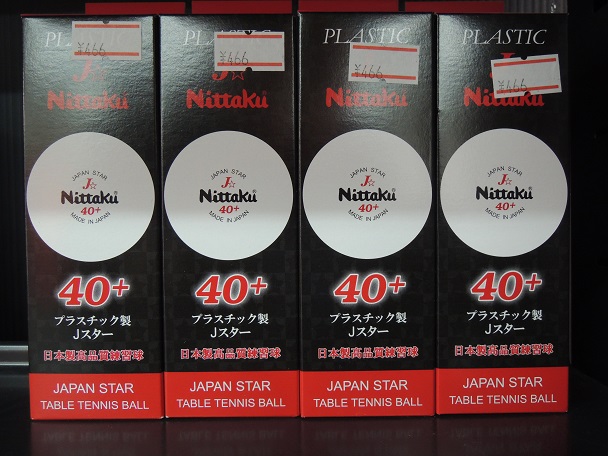 PLASTIC
¥466
J☆
Nittaku
JAPAN STAR
J☆
Nittaku®
40+
MADE IN JAPAN
40+
プラスチック製
Jスター
日本製高品質練習球
JAPAN STAR
TABLE TENNIS BALL
PLASTIC
¥466
J☆
Nittaku
JAPAN STAR
J☆
Nittaku®
40+
MADE IN JAPAN
40+
プラスチック製
Jスター
日本製高品質練習球
JAPAN STAR
TABLE TENNIS BALL
PLASTIC
¥466
Nittaku
JAPAN STAR
J☆
Nittaku®
40+
MADE IN JAPAN
40+
プラスチック製
Jスター
日本製高品質練習球
JAPAN STAR
TABLE TENNIS BALL
PLASTIC
¥466
Nittaku
JAPAN STAR
J☆
Nittaku®
40+
MADE IN JAPAN
40+
プラスチック製
Jスター
日本製高品質練習球
JAPAN STAR
TABLE TENNIS BALL